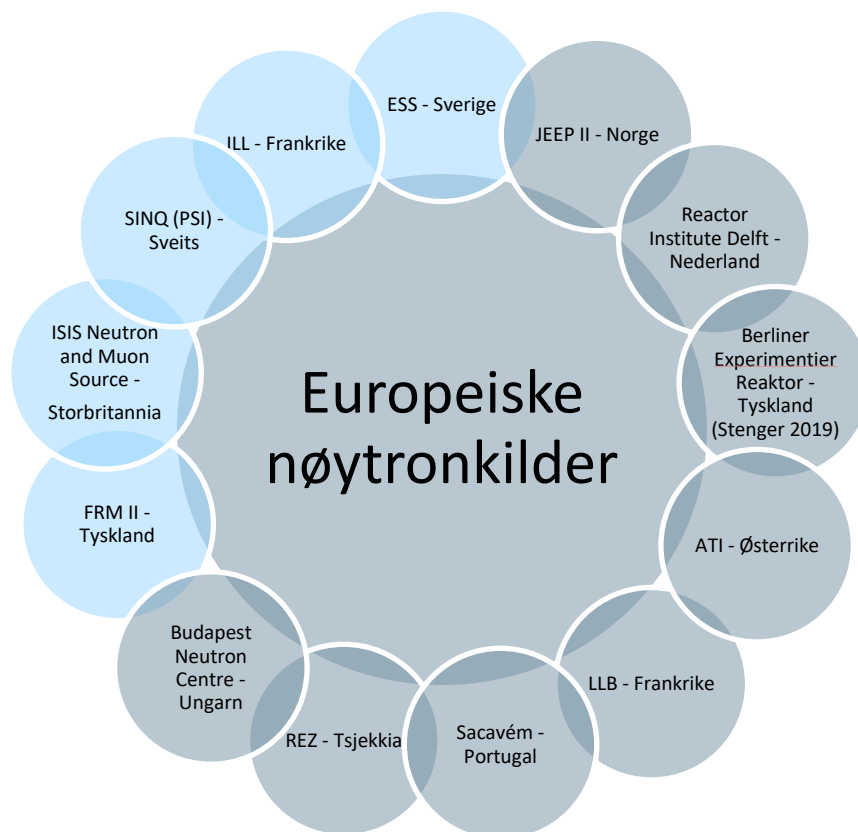 ESS - Sverige
JEEP II - Norge
Reactor
Institute Delft -
Nederland
Berliner
Experimentier
Reaktor -
Tyskland
(Stenger 2019)
ATI - Østerrike
LLB - Frankrike
Sacavém -
Portugal
REZ - Tsjekkia
Budapest
Neutron
Centre -
Ungarn
FRM II -
Tyskland
ISIS Neutron
and Muon
Source -
Storbritannia
SINQ (PSI) -
Sveits
ILL - Frankrike
Europeiske
nøytronkilder